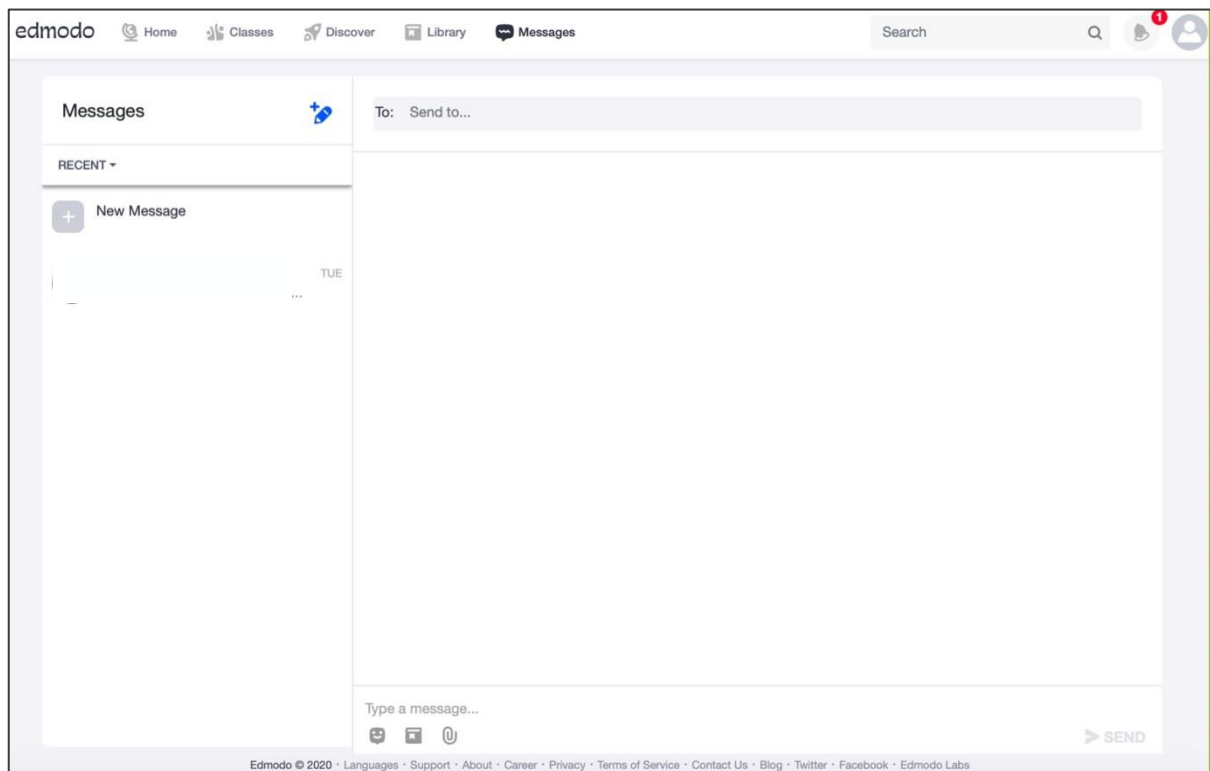 edmodo Home Classes Discover Library Messages Search 1
Messages
To: Send to...
RECENT
New Message
TUE
...
Type a message...
SEND
Edmodo © 2020 · Languages · Support · About · Career · Privacy · Terms of Service · Contact Us · Blog · Twitter · Facebook · Edmodo Labs